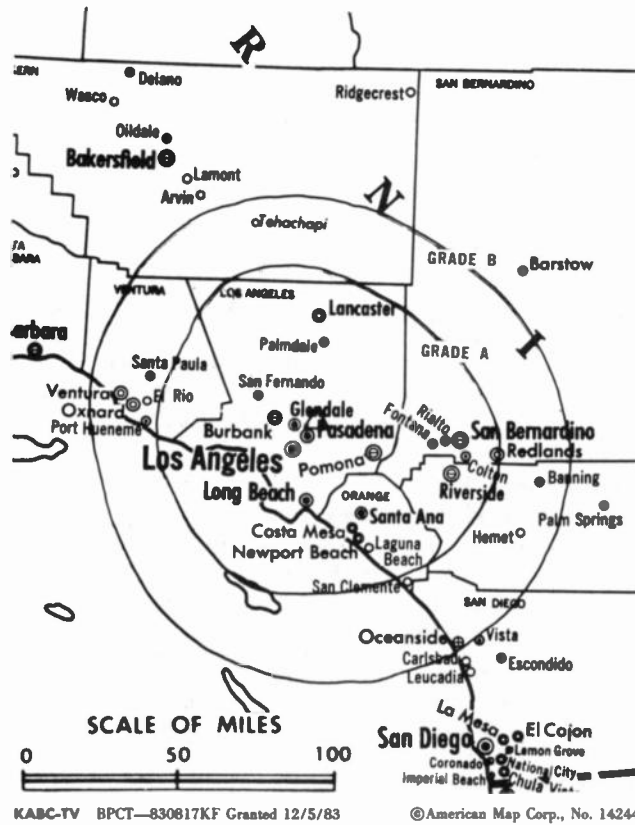 R
ERN
Delano
SAN BERNARDINO
Wasco
Ridgecrest
Oildale
Bakersfield
Lamont
Arvin
N
Tehachapi
GRADE B
Barstow
BARA
VENTURA
LOS ANGELES
Lancaster
I
arbara
Palmdale
GRADE A
Santa Paula
San Fernando
Ventura
El Rio
Oxnard
Glendale
Rialto
Port Hueneme
Burbank
Pasadena
Fontana
San Bernardino
Los Angeles
Pomona
Colton
Redlands
Long Beach
ORANGE
Riverside
Banning
Santa Ana
Palm Springs
Costa Mesa
Newport Beach
Laguna
Beach
Hemet
San Clemente
SAN DIEGO
Oceanside
Vista
Carlsbad
Escondido
Leucadia
SCALE OF MILES
La Mesa
El Cajon
San Diego
Lemon Grove
0 50 100
Coronado
National City
Imperial Beach
Chula Vista
KABC-TV BPCT—830817KF Granted 12/5/83
©American Map Corp., No. 14244